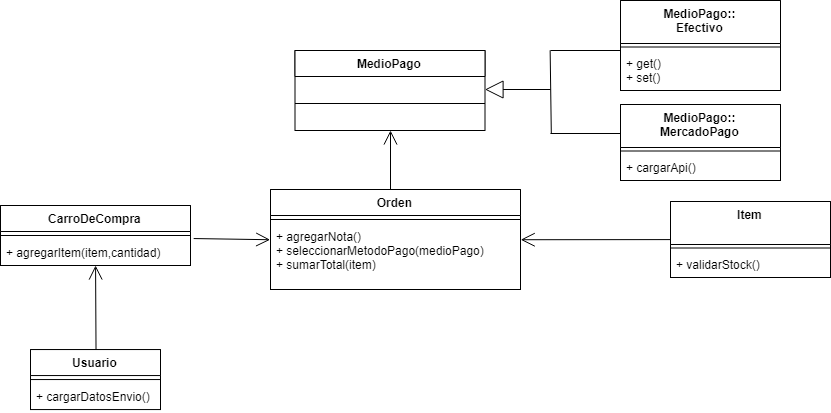 MedioPago::
Efectivo
+ get()
+ set()
MedioPago
MedioPago::
MercadoPago
+ cargarApi()
Orden
+ agregarNota()
+ seleccionarMetodoPago(medioPago)
+ sumarTotal(item)
CarroDeCompra
+ agregarItem(item,cantidad)
Item
+ validarStock()
Usuario
+ cargarDatosEnvio()